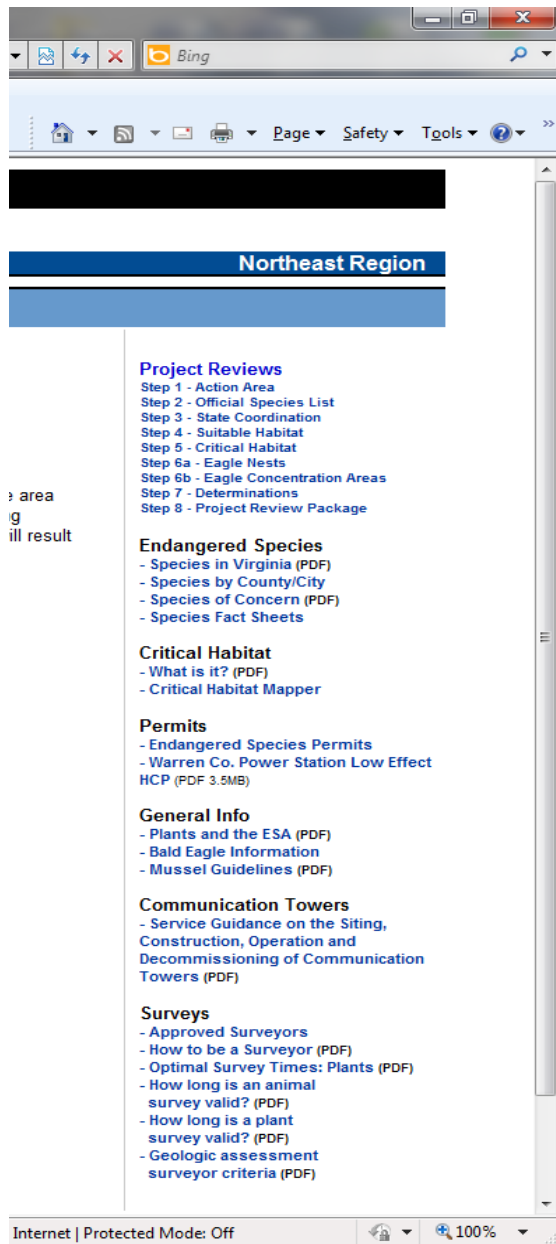 Bing
Page Safety Tools
Northeast Region
Project Reviews
Step 1 - Action Area
Step 2 - Official Species List
Step 3 - State Coordination
Step 4 - Suitable Habitat
Step 5 - Critical Habitat
Step 6a - Eagle Nests
Step 6b - Eagle Concentration Areas
Step 7 - Determinations
Step 8 - Project Review Package
area
ill result
Endangered Species
- Species in Virginia (PDF)
- Species by County/City
- Species of Concern (PDF)
- Species Fact Sheets
Critical Habitat
- What is it? (PDF)
- Critical Habitat Mapper
Permits
- Endangered Species Permits
- Warren Co. Power Station Low Effect
HCP (PDF 3.5MB)
General Info
- Plants and the ESA (PDF)
- Bald Eagle Information
- Mussel Guidelines (PDF)
Communication Towers
- Service Guidance on the Siting,
Construction, Operation and
Decommissioning of Communication
Towers (PDF)
Surveys
- Approved Surveyors
- How to be a Surveyor (PDF)
- Optimal Survey Times: Plants (PDF)
- How long is an animal
survey valid? (PDF)
- How long is a plant
survey valid? (PDF)
- Geologic assessment
surveyor criteria (PDF)
Internet | Protected Mode: Off 100%